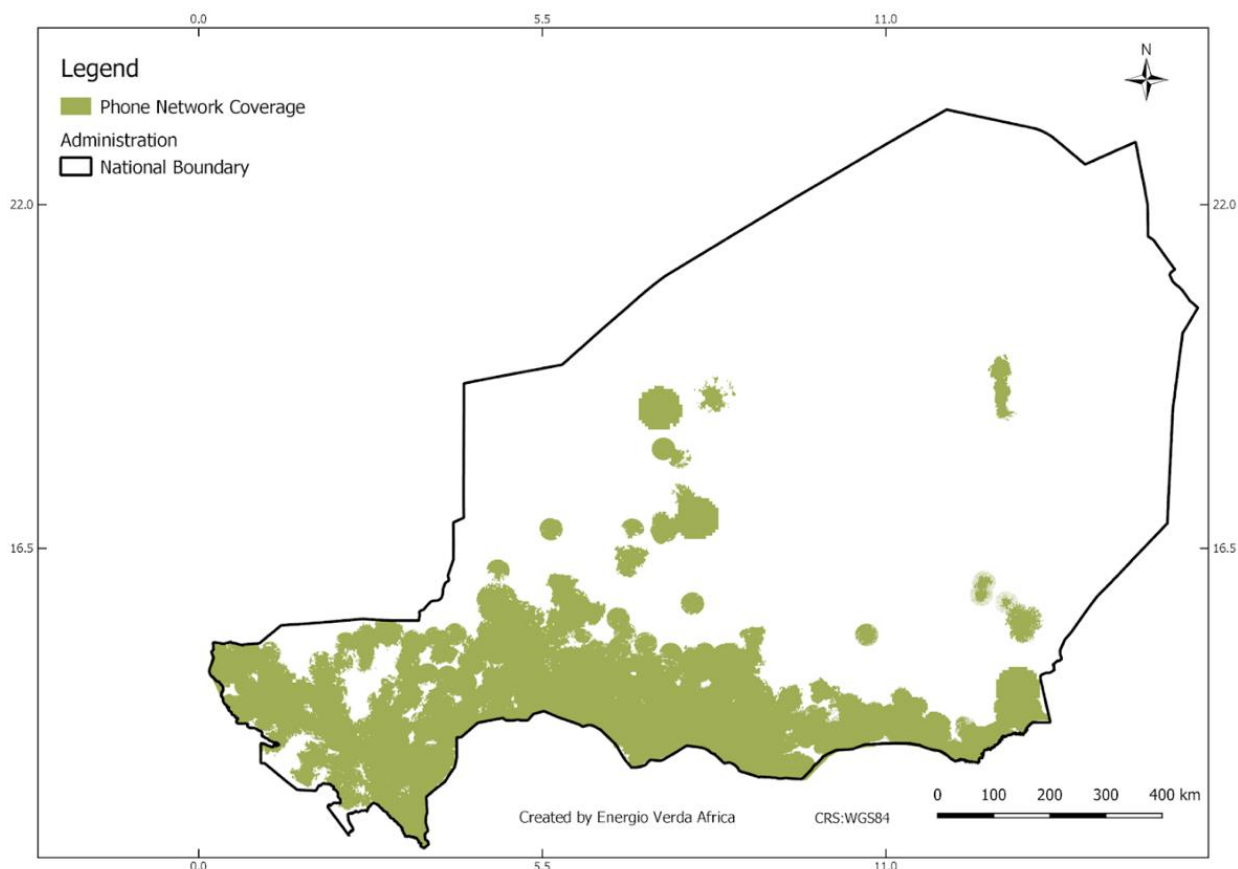 0.0 5.5 11.0
Legend
Phone Network Coverage
Administration
National Boundary
N
22.0 22.0
16.5 16.5
Created by Energio Verda Africa
CRS:WGS84
0 100 200 300 400 km
0.0 5.5 11.0